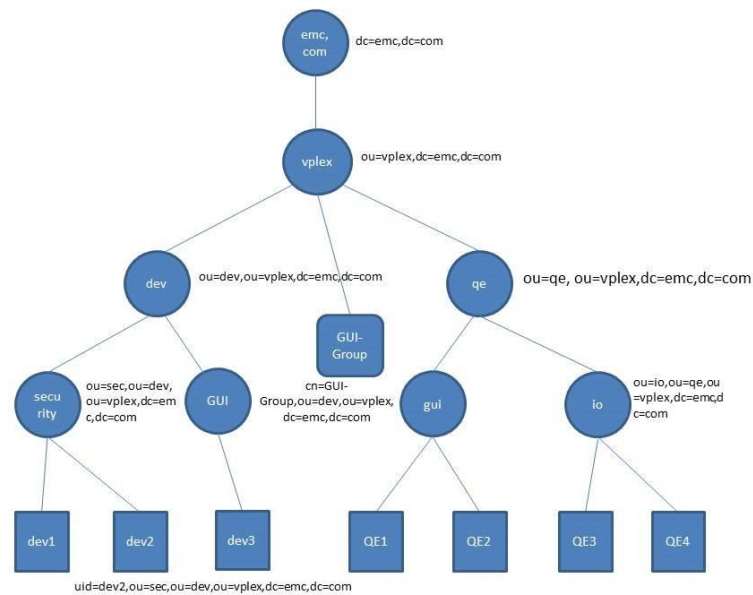 emc,
com
dc=emc,dc=com
vplex
ou=vplex,dc=emc,dc=com
dev
ou=dev,ou=vplex,dc=emc,dc=com
qe
ou=qe, ou=vplex,dc=emc,dc=com
GUI-
Group
secu
rity
ou=sec,ou=dev,
ou=vplex,dc=em
c,dc=com
GUI
cn=GUI-
Group,ou=dev,ou=vplex,
dc=emc,dc=com
gui
io
ou=io,ou=qe,ou
=vplex,dc=emc,d
c=com
dev1
dev2
dev3
QE1
QE2
QE3
QE4
uid=dev2,ou=sec,ou=dev,ou=vplex,dc=emc,dc=com